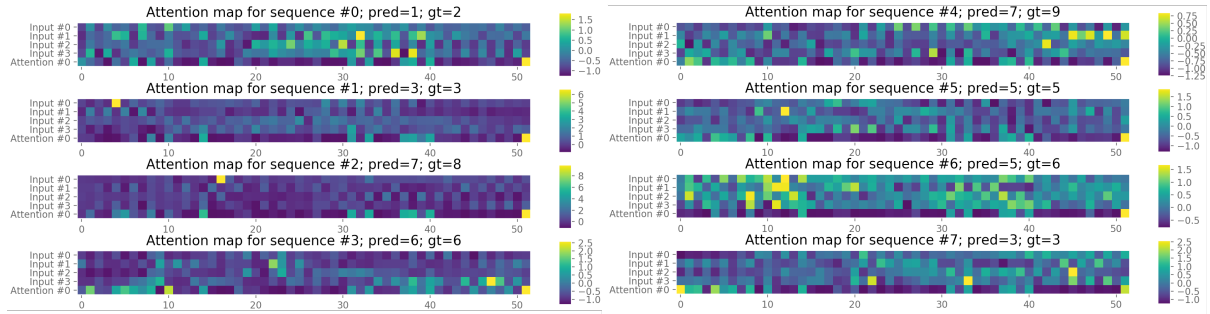 Attention map for sequence #0; pred=1; gt=2
Input #0
Input #1
Input #2
Input #3
Attention #0
0 10 20 30 40 50
1.5
1.0
0.5
0.0
−0.5
−1.0
Attention map for sequence #1; pred=3; gt=3
Input #0
Input #1
Input #2
Input #3
Attention #0
0 10 20 30 40 50
6
5
4
3
2
1
0
Attention map for sequence #2; pred=7; gt=8
Input #0
Input #1
Input #2
Input #3
Attention #0
0 10 20 30 40 50
8
6
4
2
0
Attention map for sequence #3; pred=6; gt=6
Input #0
Input #1
Input #2
Input #3
Attention #0
0 10 20 30 40 50
2.5
2.0
1.5
1.0
0.5
0.0
−0.5
−1.0
Attention map for sequence #4; pred=7; gt=9
Input #0
Input #1
Input #2
Input #3
Attention #0
0 10 20 30 40 50
0.75
0.50
0.25
0.00
−0.25
−0.50
−0.75
−1.00
−1.25
Attention map for sequence #5; pred=5; gt=5
Input #0
Input #1
Input #2
Input #3
Attention #0
0 10 20 30 40 50
1.5
1.0
0.5
0.0
−0.5
−1.0
Attention map for sequence #6; pred=5; gt=6
Input #0
Input #1
Input #2
Input #3
Attention #0
0 10 20 30 40 50
1.5
1.0
0.5
0.0
−0.5
Attention map for sequence #7; pred=3; gt=3
Input #0
Input #1
Input #2
Input #3
Attention #0
0 10 20 30 40 50
2.5
2.0
1.5
1.0
0.5
0.0
−0.5
−1.0